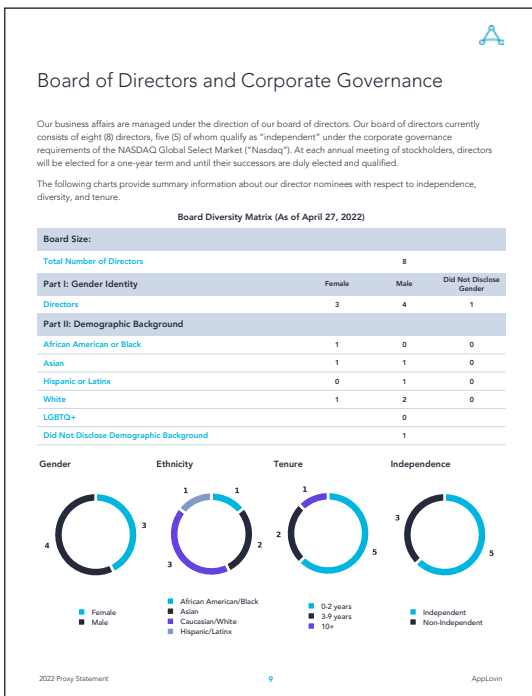 Board of Directors and Corporate Governance
Our business affairs are managed under the direction of our board of directors. Our board of directors currently
consists of eight (8) directors, five (5) of whom qualify as “independent” under the corporate governance
requirements of the NASDAQ Global Select Market (“Nasdaq”). At each annual meeting of stockholders, directors
will be elected for a one-year term and until their successors are duly elected and qualified.
The following charts provide summary information about our director nominees with respect to independence,
diversity, and tenure.
Board Diversity Matrix (As of April 27, 2022)
Board Size:
Total Number of Directors 8
Part I: Gender Identity Female Male Did Not Disclose
Gender
Directors 3 4 1
Part II: Demographic Background
African American or Black 1 0 0
Asian 1 1 0
Hispanic or Latinx 0 1 0
White 1 2 0
LGBTQ+ 0
Did Not Disclose Demographic Background 1
Gender
4
3
Female
Male
Ethnicity
1
1
2
3
African American/Black
Asian
Caucasian/White
Hispanic/Latinx
Tenure
1
2
5
0-2 years
3-9 years
10+
Independence
3
5
Independent
Non-Independent
2022 Proxy Statement 9 AppLovin